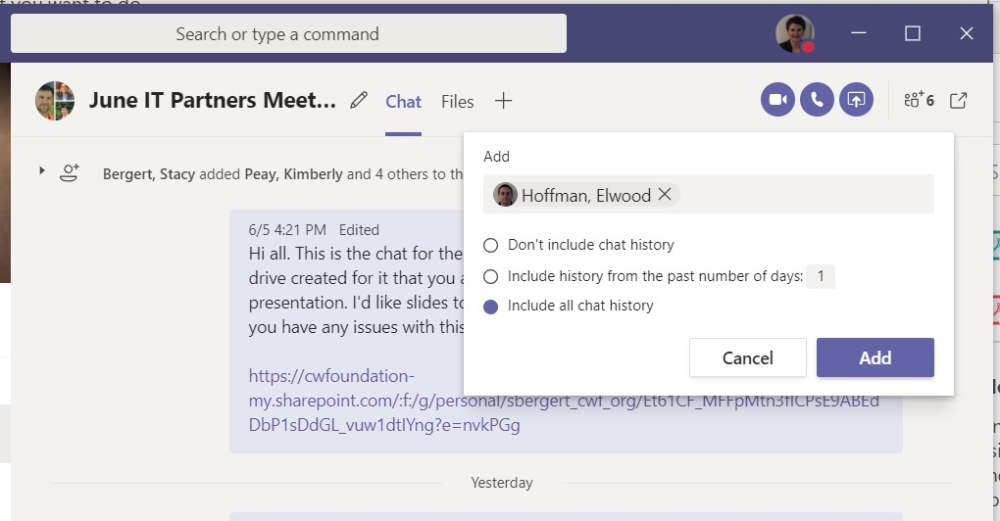 you want to do
Search or type a command
June IT Partners Meet...
Chat
Files
6
Bergert, Stacy added Peay, Kimberly and 4 others to th
Add
Hoffman, Elwood
Don't include chat history
Include history from the past number of days: 1
Include all chat history
Cancel
Add
6/5 4:21 PM Edited
Hi all. This is the chat for the
drive created for it that you a
presentation. I'd like slides to
you have any issues with this
https://cwfoundation-
my.sharepoint.com/:f:/g/personal/sbergert_cwf_org/Et61CF_MFFpMtn3fICPsE9ABEd
DbP1sDdGL_vuw1dtIYng?e=nvkPGg
Yesterday